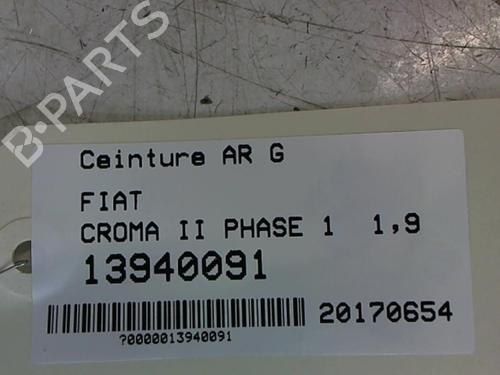 B-PARTS
Ceinture AR G
FIAT
CROMA II PHASE 1 1,9
13940091
20170654
?0000013940091